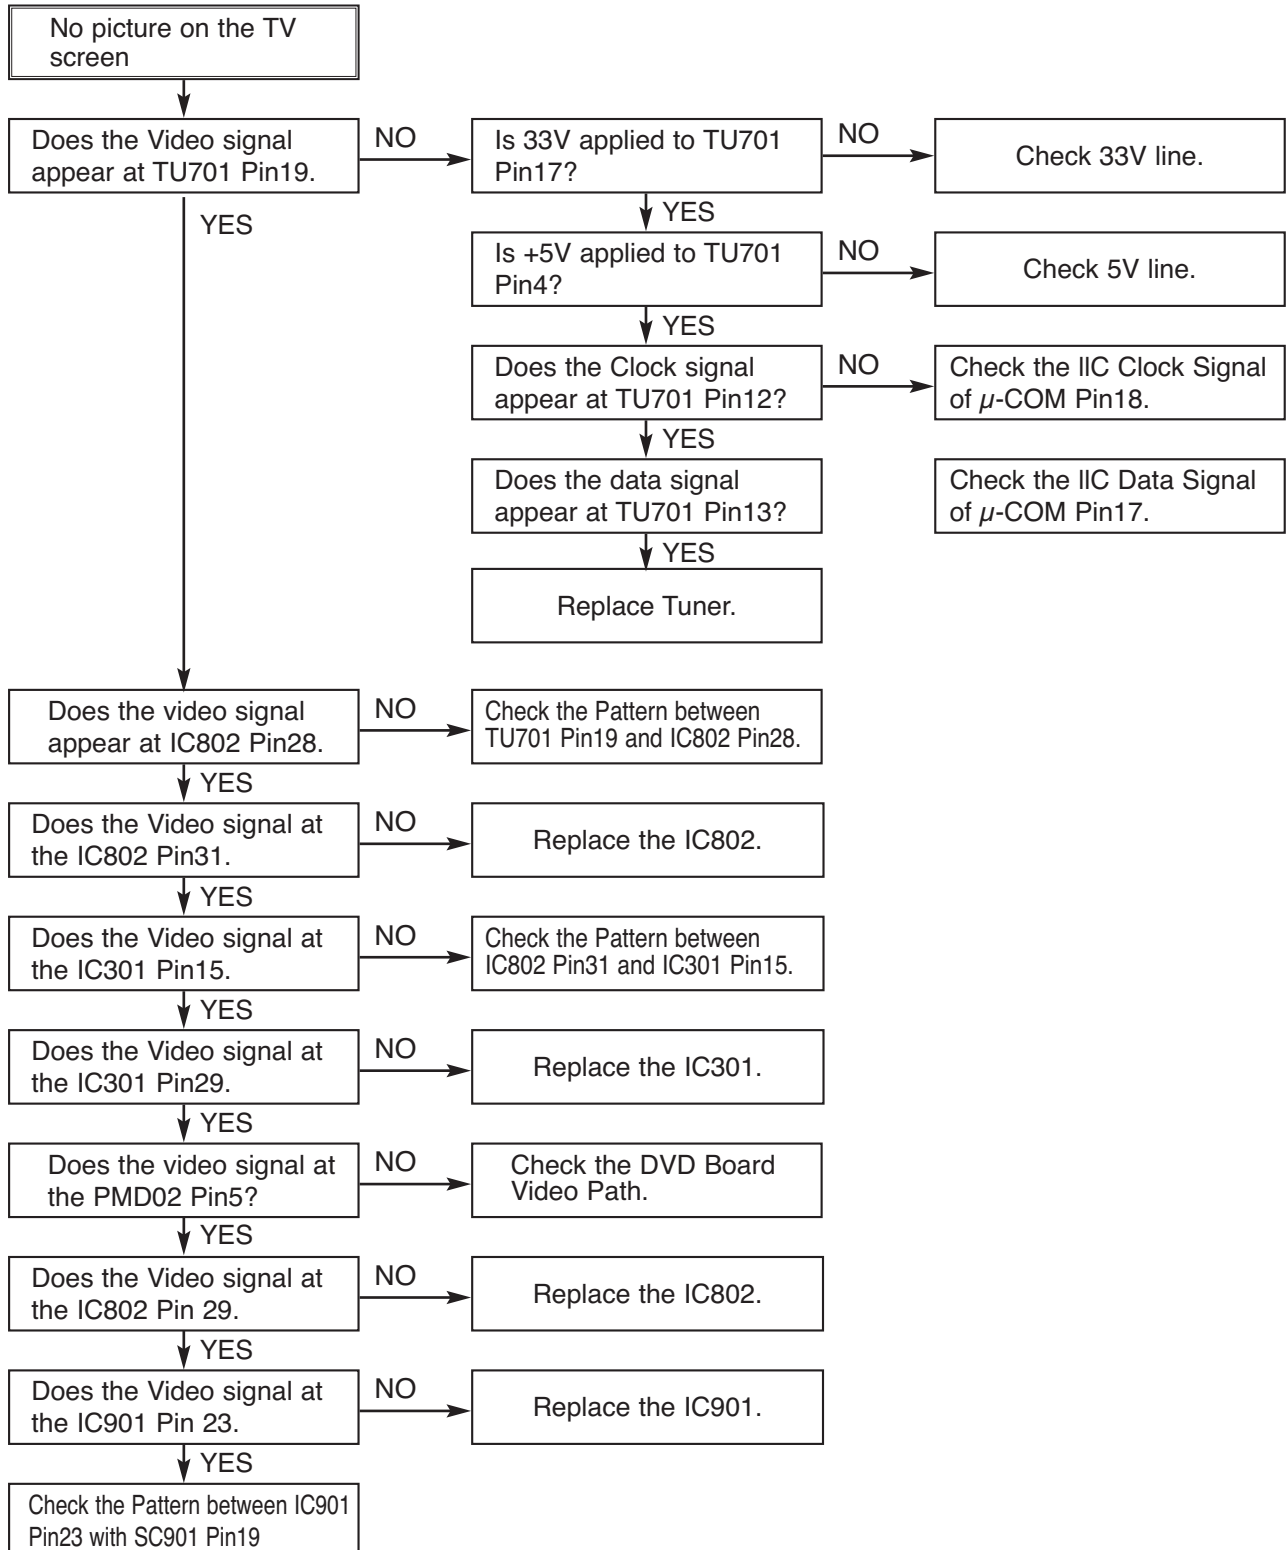 No picture on the TV
screen
Does the Video signal
appear at TU701 Pin19.
NO
Is 33V applied to TU701
Pin17?
NO
Check 33V line.
YES
YES
Is +5V applied to TU701
Pin4?
NO
Check 5V line.
YES
Does the Clock signal
appear at TU701 Pin12?
NO
Check the IIC Clock Signal
of µ-COM Pin18.
YES
Does the data signal
appear at TU701 Pin13?
Check the IIC Data Signal
of µ-COM Pin17.
YES
Replace Tuner.
Does the video signal
appear at IC802 Pin28.
NO
Check the Pattern between
TU701 Pin19 and IC802 Pin28.
YES
Does the Video signal at
the IC802 Pin31.
NO
Replace the IC802.
YES
Does the Video signal at
the IC301 Pin15.
NO
Check the Pattern between
IC802 Pin31 and IC301 Pin15.
YES
Does the Video signal at
the IC301 Pin29.
NO
Replace the IC301.
YES
Does the video signal at
the PMD02 Pin5?
NO
Check the DVD Board
Video Path.
YES
Does the Video signal at
the IC802 Pin 29.
NO
Replace the IC802.
YES
Does the Video signal at
the IC901 Pin 23.
NO
Replace the IC901.
YES
Check the Pattern between IC901
Pin23 with SC901 Pin19